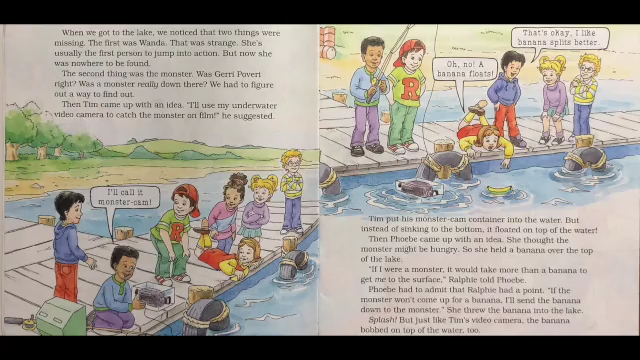 When we got to the lake, we noticed that two things were
missing. The first was Wanda. That was strange. She's
usually the first person to jump into action. But now she
was nowhere to be found.
The second thing was the monster. Was Gerri Povert
right? Was a monster really down there? We had to figure
out a way to find out.
Then Tim came up with an idea. "I'll use my underwater
video camera to catch the monster on film!" he suggested.
I'll call it
monster-cam!
R
Oh, no! A
banana floats!
That's okay, I like
banana splits better.
R
Tim put his monster-cam container into the water. But
instead of sinking to the bottom, it floated on top of the water!
Then Phoebe came up with an idea. She thought the
monster might be hungry. So she held a banana over the top
of the lake.
"If I were a monster, it would take more than a banana to
get me to the surface," Ralphie told Phoebe.
Phoebe had to admit that Ralphie had a point. "If the
monster won't come up for a banana, I'll send the banana
down to the monster." She threw the banana into the lake.
Splash! But just like Tim's video camera, the banana
bobbed on top of the water, too.